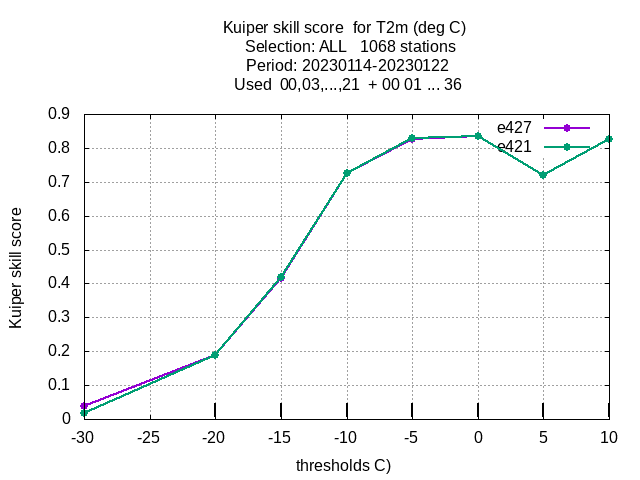 Kuiper skill score  for T2m (deg C)
Selection: ALL   1068 stations
Period: 20230114-20230122
Used  00,03,...,21  + 00 01 ... 36
e427
e421
0.9
0.8
0.7
0.6
0.5
0.4
0.3
0.2
0.1
0
Kuiper skill score
-30 -25 -20 -15 -10 -5 0 5 10
thresholds C)